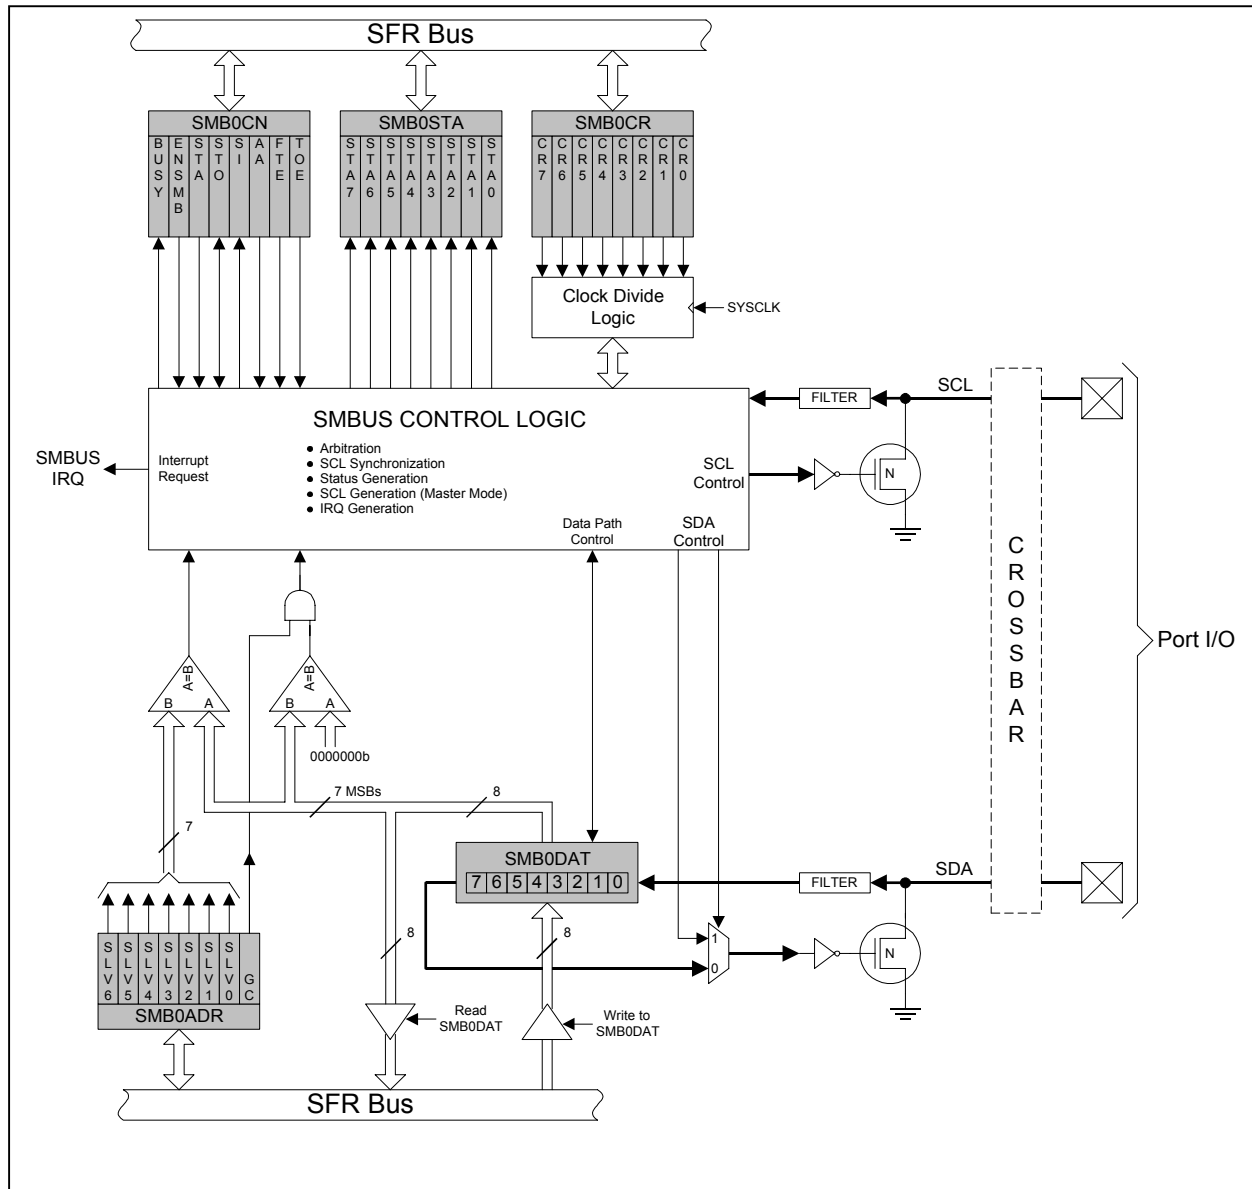 SFR Bus
SMB0CN
BUSY
ENSMB
STA
STO
SI
AA
FTE
TOE
SMB0STA
STA7
STA6
STA5
STA4
STA3
STA2
STA1
STA0
SMB0CR
CR7
CR6
CR5
CR4
CR3
CR2
CR1
CR0
Clock Divide
Logic
SYSCLK
SMBUS CONTROL LOGIC
● Arbitration
● SCL Synchronization
● Status Generation
● SCL Generation (Master Mode)
● IRQ Generation
SMBUS
IRQ
Interrupt
Request
SCL
Control
Data Path
Control
SDA
Control
FILTER
SCL
N
CROSSBAR
Port I/O
A=B
B A
A=B
B A
0000000b
7 MSBs
8
7
SMB0DAT
7 6 5 4 3 2 1 0
FILTER
SDA
1
0
N
8
8
SLV6
SLV5
SLV4
SLV3
SLV2
SLV1
SLV0
GC
SMB0ADR
Read
SMB0DAT
Write to
SMB0DAT
SFR Bus